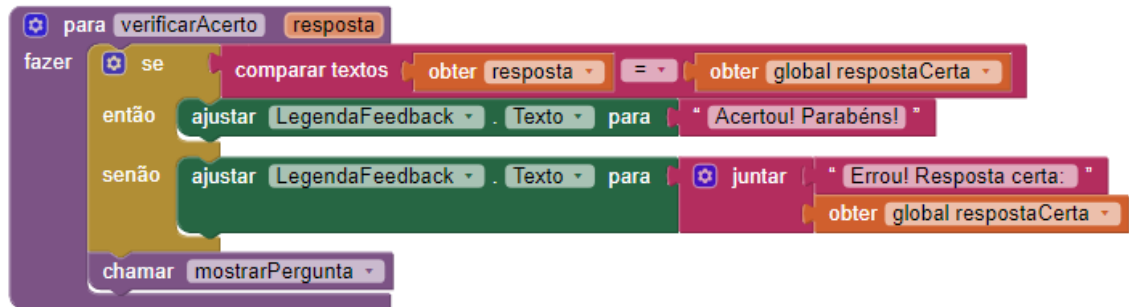 para verificarAcerto resposta
fazer se comparar textos obter resposta = obter global respostaCerta
então ajustar LegendaFeedback . Texto para " Acertou! Parabéns! "
senão ajustar LegendaFeedback . Texto para juntar " Errou! Resposta certa: "
obter global respostaCerta
chamar mostrarPergunta